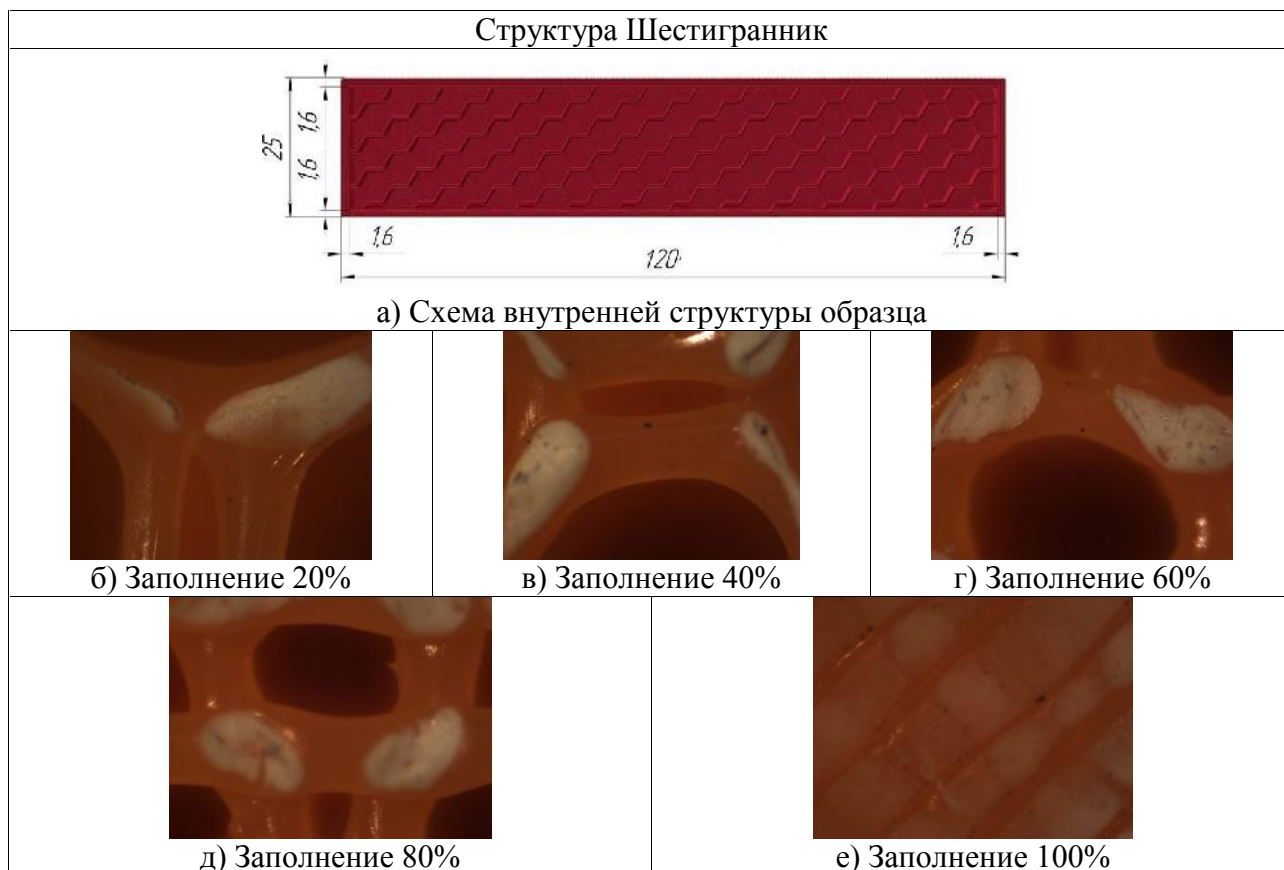 Структура Шестигранник
25
1,6
1,6
1,6
1,6
120
а) Схема внутренней структуры образца
б) Заполнение 20%
в) Заполнение 40%
г) Заполнение 60%
д) Заполнение 80%
е) Заполнение 100%